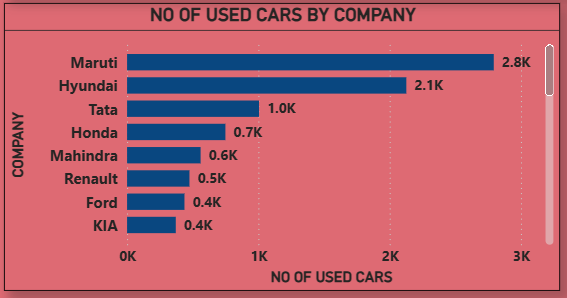 NO OF USED CARS BY COMPANY
COMPANY
Maruti 2.8K
Hyundai 2.1K
Tata 1.0K
Honda 0.7K
Mahindra 0.6K
Renault 0.5K
Ford 0.4K
KIA 0.4K
0K 1K 2K 3K
NO OF USED CARS